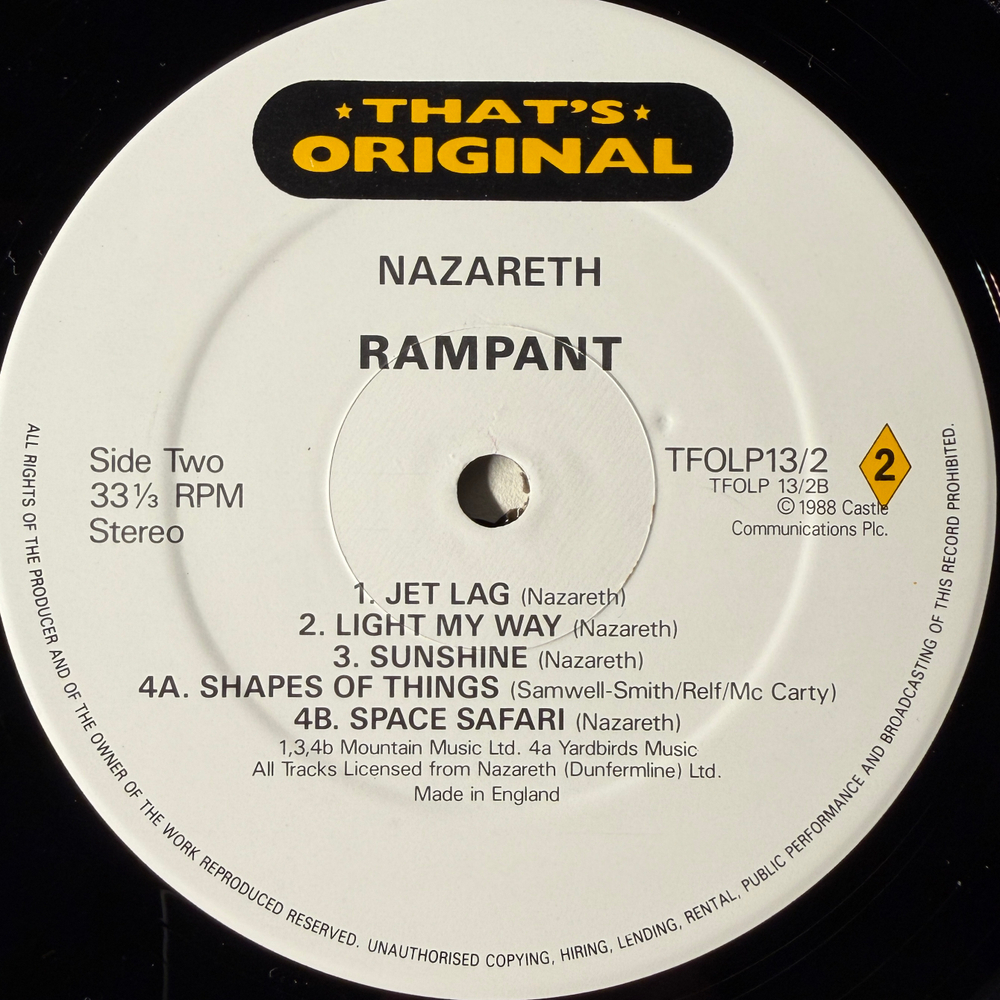 THAT'S
ORIGINAL
NAZARETH
RAMPANT
Side Two
33⅓ RPM
Stereo
TFOLP13/2
TFOLP 13/2B
© 1988 Castle
Communications Plc.
2
1. JET LAG (Nazareth)
2. LIGHT MY WAY (Nazareth)
3. SUNSHINE (Nazareth)
4A. SHAPES OF THINGS (Samwell-Smith/Relf/Mc Carty)
4B. SPACE SAFARI (Nazareth)
1,3,4b Mountain Music Ltd. 4a Yardbirds Music
All Tracks Licensed from Nazareth (Dunfermline) Ltd.
Made in England
ALL RIGHTS OF THE PRODUCER AND OF THE OWNER OF THE WORK REPRODUCED RESERVED. UNAUTHORISED COPYING, HIRING, LENDING, RENTAL, PUBLIC PERFORMANCE AND BROADCASTING OF THIS RECORD PROHIBITED.